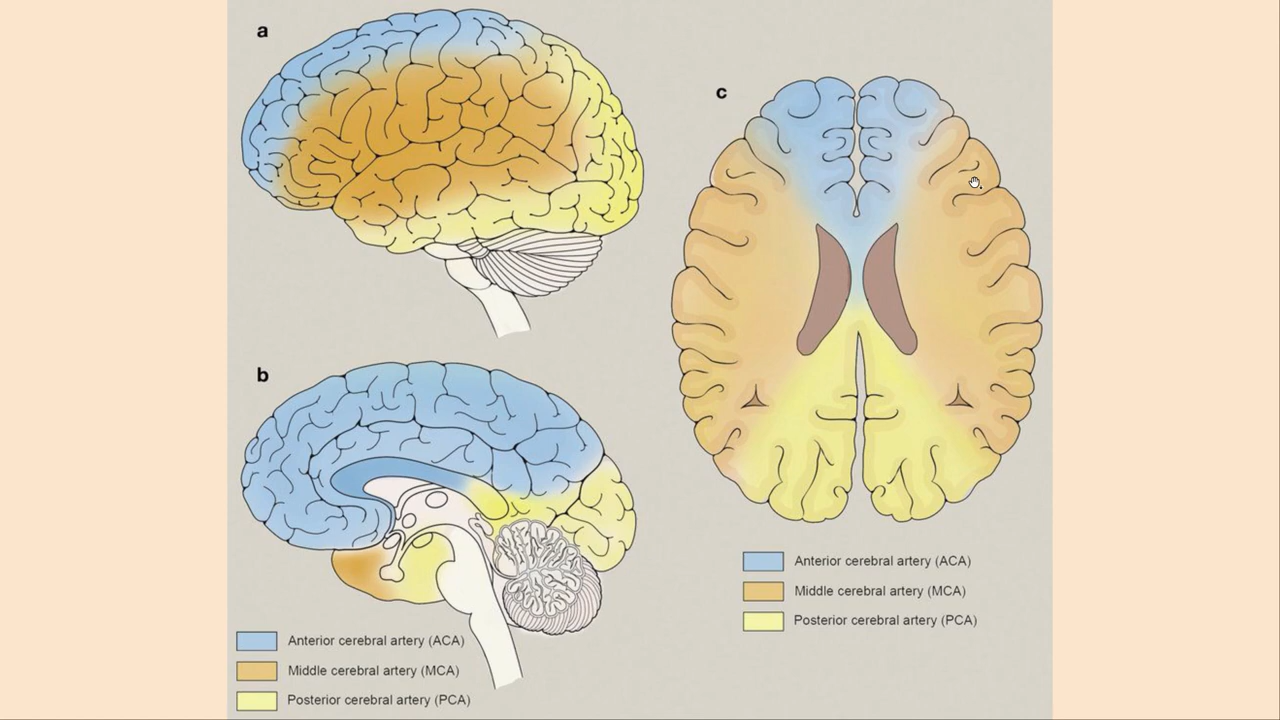 a
b
Anterior cerebral artery (ACA)
Middle cerebral artery (MCA)
Posterior cerebral artery (PCA)
c
Anterior cerebral artery (ACA)
Middle cerebral artery (MCA)
Posterior cerebral artery (PCA)